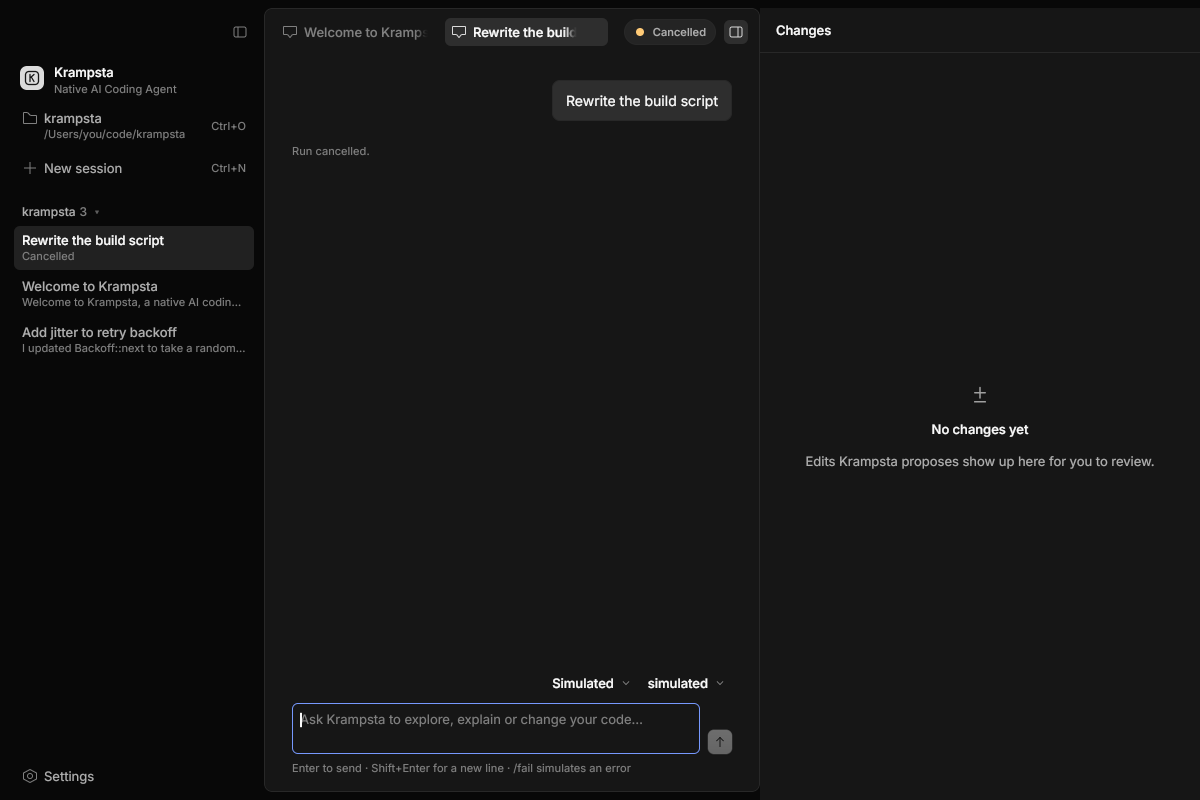 Krampsta
Native AI Coding Agent
krampsta
/Users/you/code/krampsta
Ctrl+O
New session
Ctrl+N
krampsta 3
Rewrite the build script
Cancelled
Welcome to Krampsta
Welcome to Krampsta, a native AI codin...
Add jitter to retry backoff
I updated Backoff::next to take a random...
Settings
Welcome to Kramps
Rewrite the build
Cancelled
Rewrite the build script
Run cancelled.
Simulated
simulated
Ask Krampsta to explore, explain or change your code...
Enter to send · Shift+Enter for a new line · /fail simulates an error
Changes
No changes yet
Edits Krampsta proposes show up here for you to review.